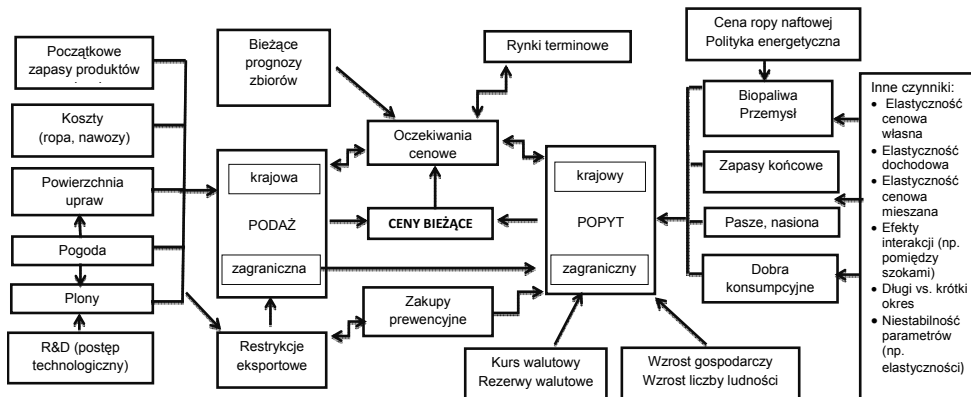 Początkowe
zapasy produktów
Koszty
(ropa, nawozy)
Powierzchnia
upraw
Pogoda
Plony
R&D (postęp
technologiczny)
Bieżące
prognozy
zbiorów
krajowa
PODAŻ
zagraniczna
Restrykcje
eksportowe
Rynki terminowe
Oczekiwania
cenowe
CENY BIEŻĄCE
Zakupy
prewencyjne
krajowy
POPYT
zagraniczny
Kurs walutowy
Rezerwy walutowe
Wzrost gospodarczy
Wzrost liczby ludności
Cena ropy naftowej
Polityka energetyczna
Biopaliwa
Przemysł
Zapasy końcowe
Pasze, nasiona
Dobra
konsumpcyjne
Inne czynniki:
• Elastyczność
cenowa
własna
• Elastyczność
dochodowa
• Elastyczność
cenowa
mieszana
• Efekty
interakcji (np.
pomiędzy
szokami)
• Długi vs. krótki
okres
• Niestabilność
parametrów
(np.
elastyczności)